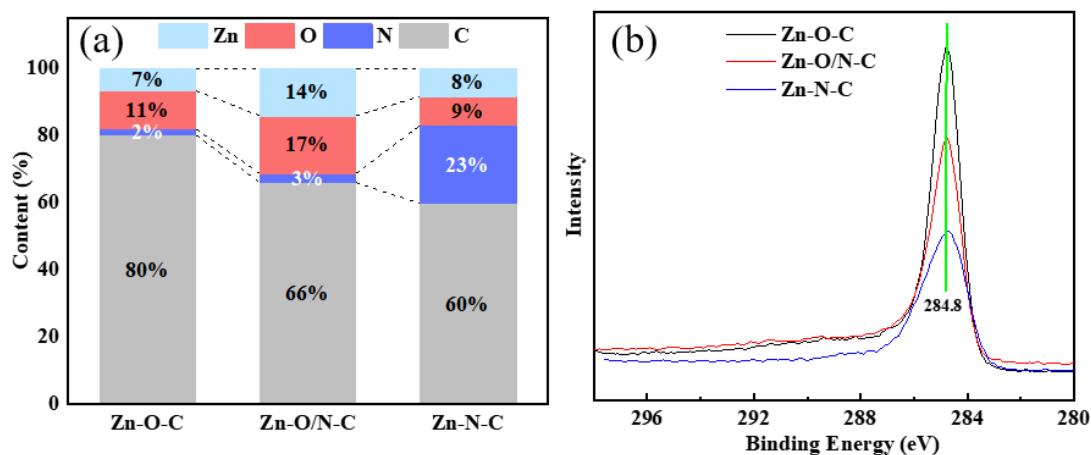 (a)
Zn O N C
Content (%)
100
80
60
40
20
0
7%
11%
2%
80%
14%
17%
3%
66%
8%
9%
23%
60%
Zn-O-C Zn-O/N-C Zn-N-C
(b)
Zn-O-C
Zn-O/N-C
Zn-N-C
Intensity
284.8
296 292 288 284 280
Binding Energy (eV)